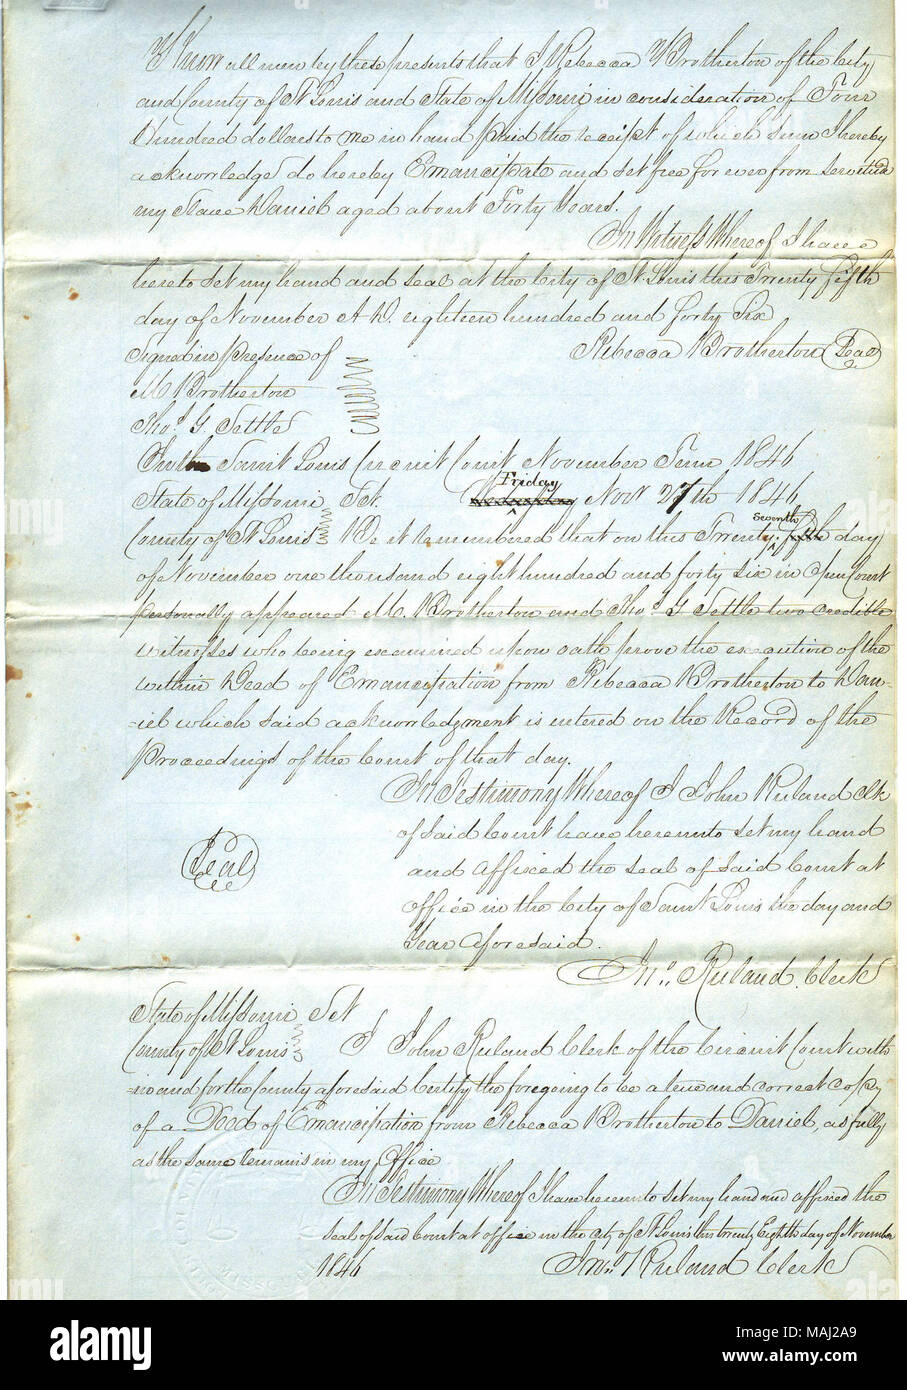 Know all men by these presents that I Rebecca Brotherton of the City
and County of St Louis and State of Missouri in consideration of Four
Hundred dollars to me in hand paid the receipt of which sum I hereby
acknowledge do hereby Emancipate and set free for ever from servitude
my Slave Daniel aged about Forty Years.
In Witness Whereof I have
hereto set my hand and seal at the City of St Louis this Twenty fifth
day of November A.D. eighteen hundred and forty Six
Signed in presence of Rebecca Brotherton Seal
M Brotherton
Thos. G. Settle
Saint Louis Circuit Court November Term 1846
Friday
State of Missouri Sct. Nov 27th 1846
seventh
County of St Louis Be it remembered that on this Twenty day
of November one thousand eight hundred and forty six in open Court
personally appeared M. Brotherton and Thos. G Settle two credible
witnesses who being examined upon oath prove the execution of the
within Deed of Emancipation from Rebecca Brotherton to Dan-
=iel which said acknowledgment is entered on the Record of the
Proceedings of the Court of that day.
In Testimony Whereof I John Ruland Clk
of said Court have hereunto set my hand
Seal
and affixed the seal of said Court at
office in the City of Saint Louis the day and
Year aforesaid.
Jno. Ruland Clerk
State of Missouri Sct
County of St Louis I John Ruland Clerk of the Circuit Court with
=in and for the County aforesaid Certify the foregoing to be a true and correct copy
of a Deed of Emancipation from Rebecca Brotherton to Daniel, as fully
as the same remains in my Office
In Testimony Whereof I have hereunto set my hand and affixed the
seal of said Court at office in the City of St Louis this twenty Eighth day of November
1846 Jno. Ruland Clerk
alamy
Image ID: MAJ2A9
www.alamy.com